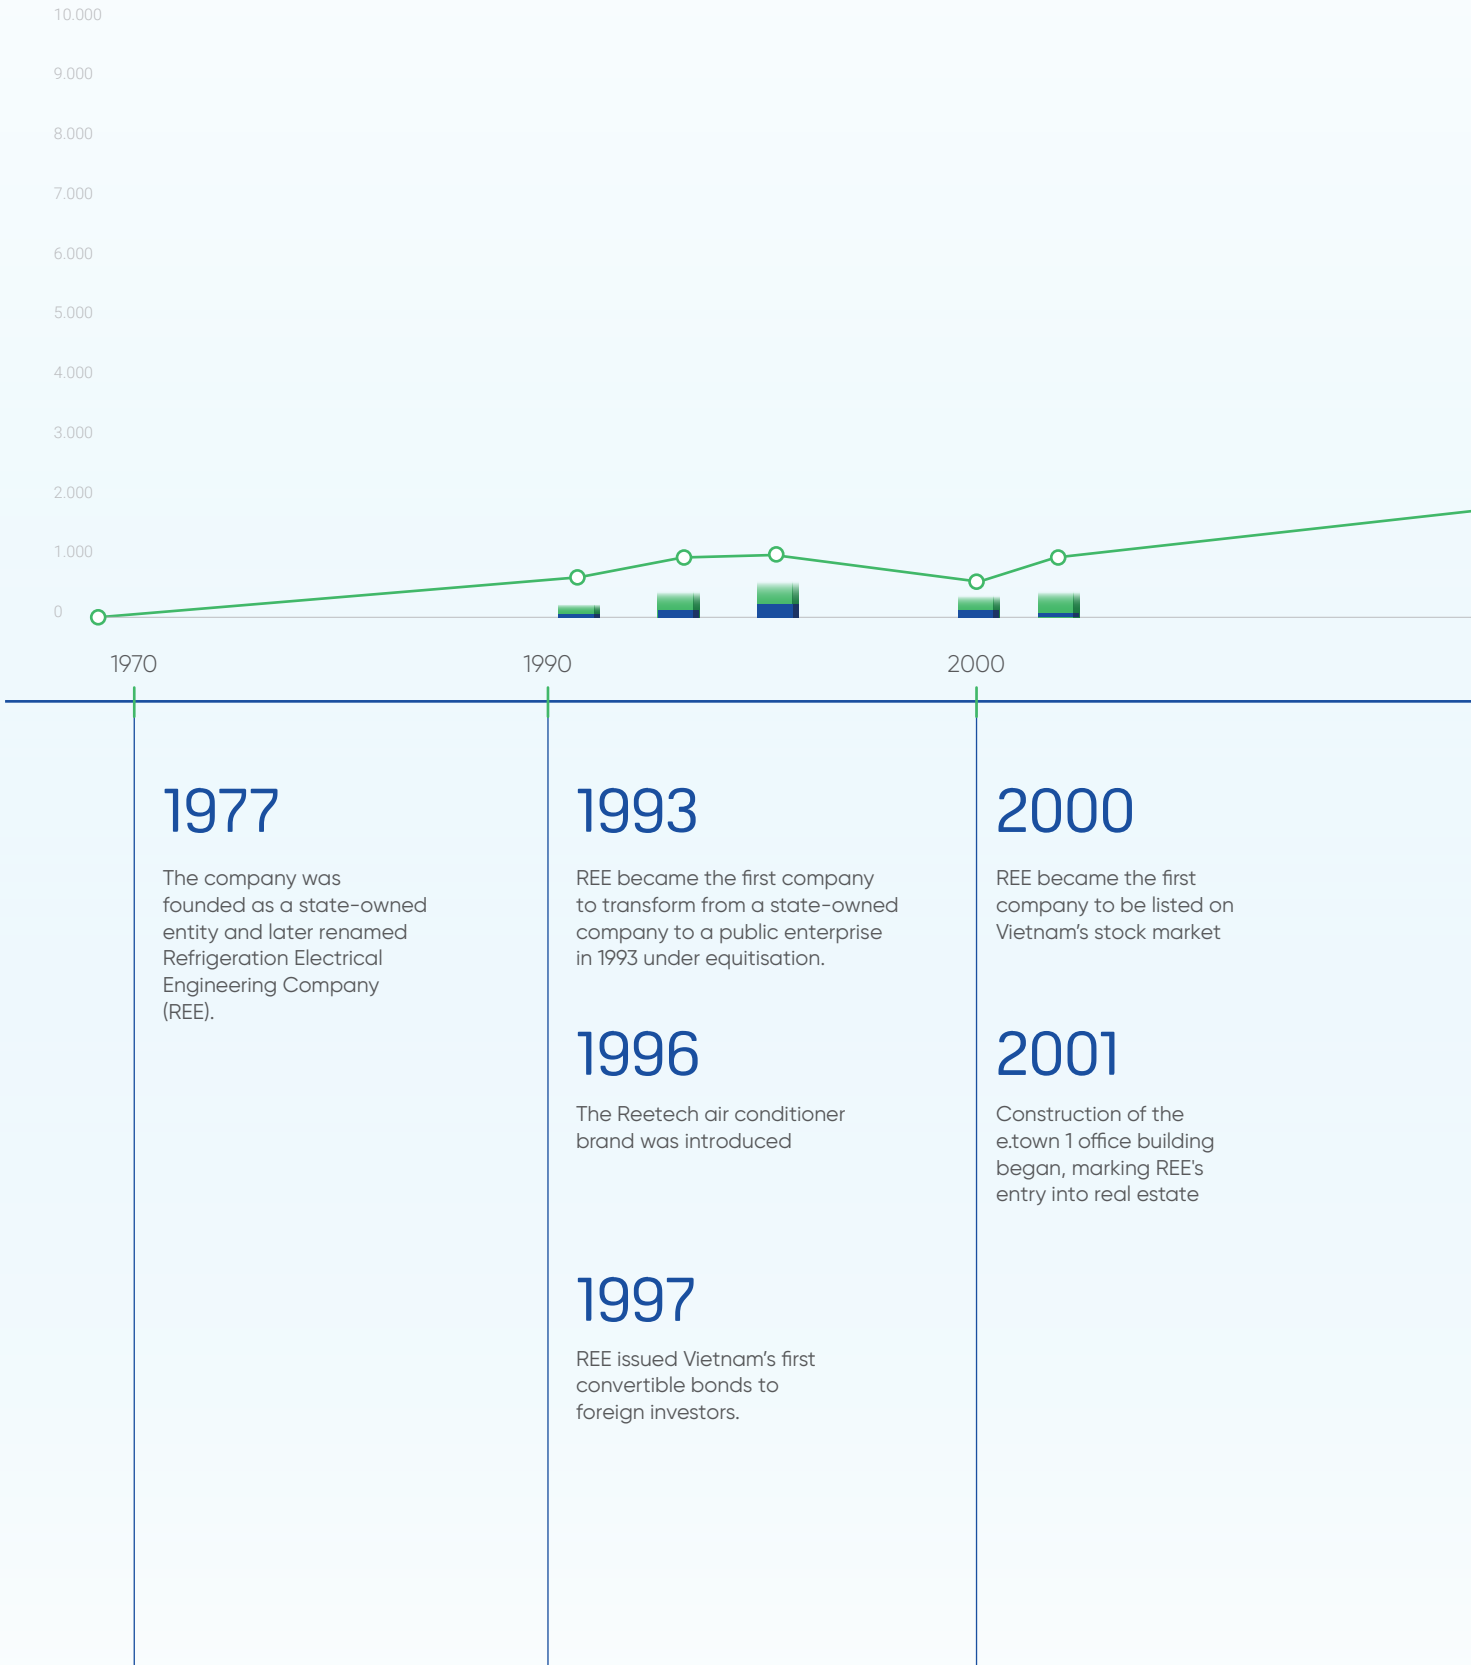 10.000
9.000
8.000
7.000
6.000
5.000
4.000
3.000
2.000
1.000
0
1970
1990
2000
1977
The company was
founded as a state-owned
entity and later renamed
Refrigeration Electrical
Engineering Company
(REE).
1993
REE became the first company
to transform from a state-owned
company to a public enterprise
in 1993 under equitisation.
1996
The Reetech air conditioner
brand was introduced
1997
REE issued Vietnam’s first
convertible bonds to
foreign investors.
2000
REE became the first
company to be listed on
Vietnam’s stock market
2001
Construction of the
e.town 1 office building
began, marking REE's
entry into real estate